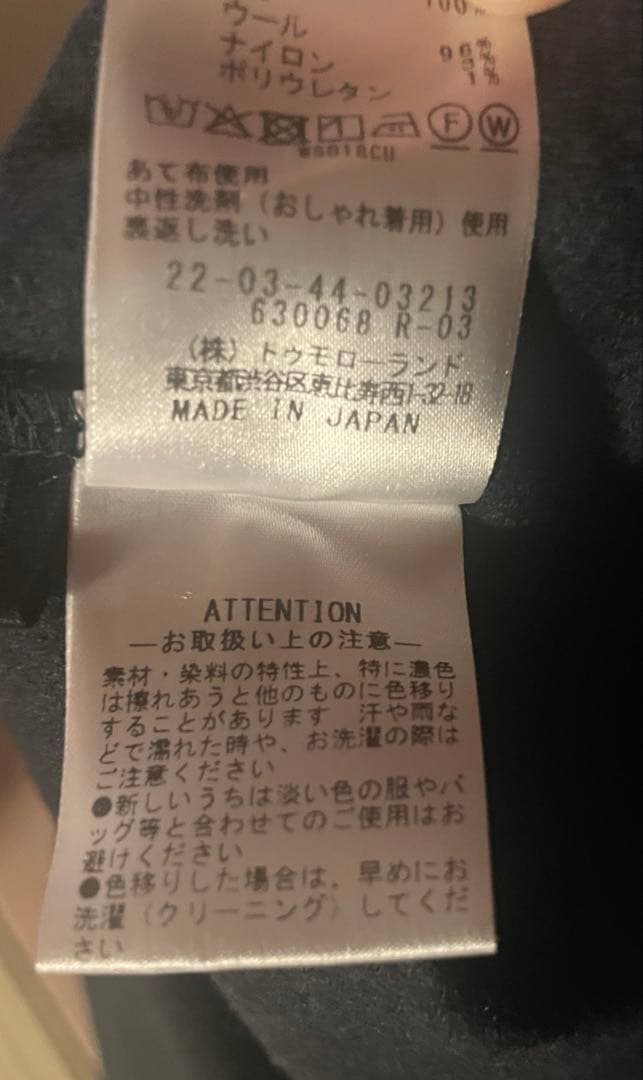 100%
ウール 96%
ナイロン 3%
ポリウレタン 1%
F W
あて布使用
中性洗剤（おしゃれ着用）使用
裏返し洗い
22-03-44-03213
630068 R-03
（株）トゥモローランド
東京都渋谷区恵比寿西1-32-18
MADE IN JAPAN
ATTENTION
―お取扱い上の注意―
素材・染料の特性上、特に濃色
は擦れあうと他のものに色移り
することがあります　汗や雨な
どで濡れた時や、お洗濯の際は
ご注意ください
●新しいうちは淡い色の服やバ
ッグ等と合わせてのご使用はお
避けください
●色移りした場合は、早めにお
洗濯（クリーニング）してくだ
さい